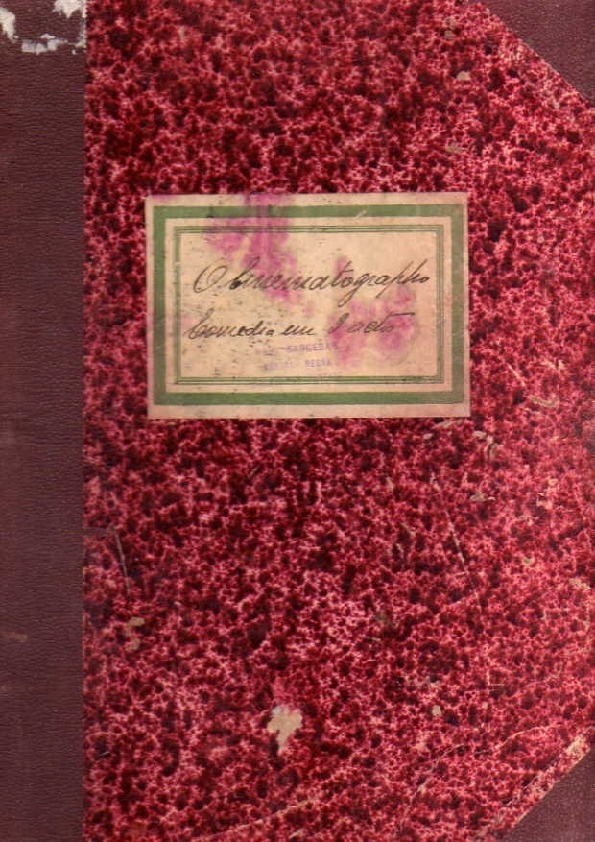 O Cinematographo
Comedia em 1 acto